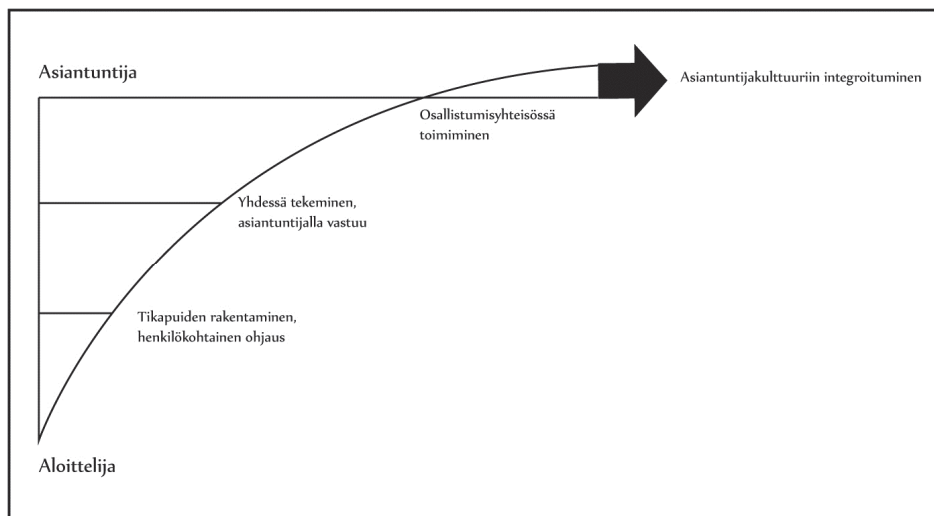 Asiantuntija
Asiantuntijakulttuuriin integroituminen
Osallistumisyhteisössä
toimiminen
Yhdessä tekeminen,
asiantuntijalla vastuu
Tikapuiden rakentaminen,
henkilökohtainen ohjaus
Aloittelija